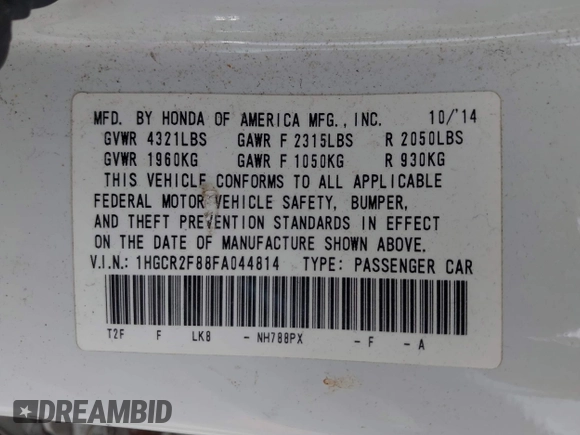 MFD. BY HONDA OF AMERICA MFG., INC. 10/'14
GVWR 4321LBS GAWR F 2315LBS R 2050LBS
GVWR 1960KG GAWR F 1050KG R 930KG
THIS VEHICLE CONFORMS TO ALL APPLICABLE
FEDERAL MOTOR VEHICLE SAFETY, BUMPER,
AND THEFT PREVENTION STANDARDS IN EFFECT
ON THE DATE OF MANUFACTURE SHOWN ABOVE.
V.I.N.: 1HGCR2F88FA044814 TYPE: PASSENGER CAR
T2F F LK8 - NH788PX - F - A
DREAMBID